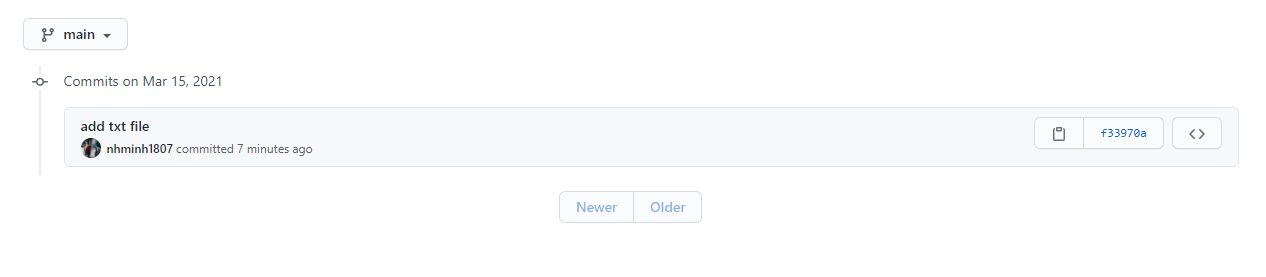 main
Commits on Mar 15, 2021
add txt file
nhminh1807 committed 7 minutes ago
f33970a
Newer
Older